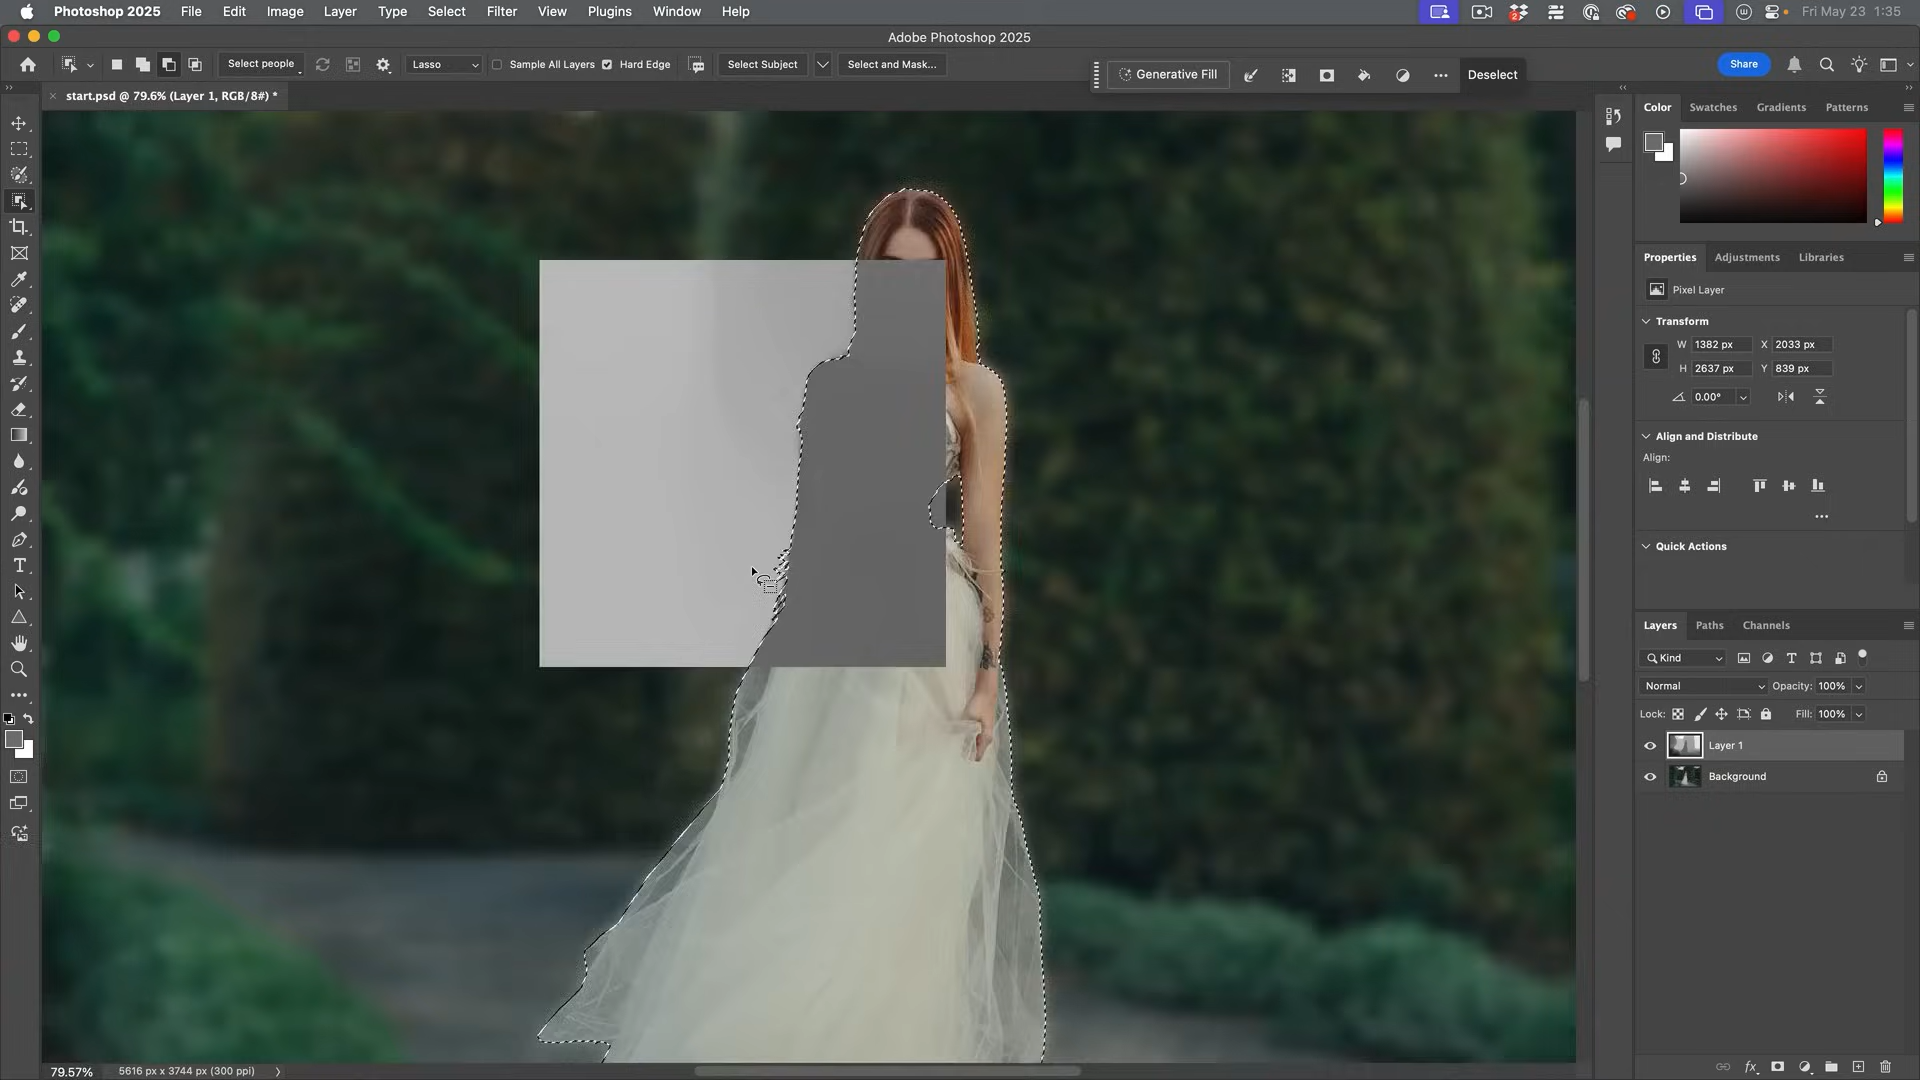 Photoshop 2025 File Edit Image Layer Type Select Filter View Plugins Window Help
2
Fri May 23 1:35
Adobe Photoshop 2025
Select people Lasso Sample All Layers Hard Edge Select Subject Select and Mask...
Generative Fill Deselect
Share
start.psd @ 79.6% (Layer 1, RGB/8#) *
Color Swatches Gradients Patterns
Properties Adjustments Libraries
Pixel Layer
Transform
W 1382 px X 2033 px
H 2637 px Y 839 px
0.00°
Align and Distribute
Align:
Quick Actions
Layers Paths Channels
Kind
Normal Opacity: 100%
Lock: Fill: 100%
Layer 1
Background
79.57% 5616 px x 3744 px (300 ppi)